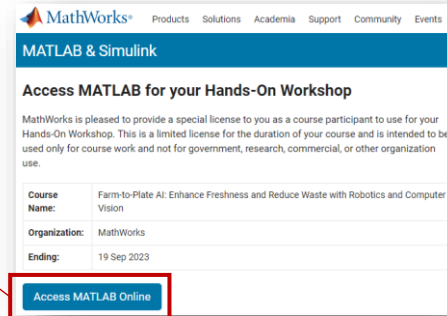 MathWorks® Products Solutions Academia Support Community Events
MATLAB & Simulink
Access MATLAB for your Hands-On Workshop
MathWorks is pleased to provide a special license to you as a course participant to use for your
Hands-On Workshop. This is a limited license for the duration of your course and is intended to be
used only for course work and not for government, research, commercial, or other organization
use.
Course Name: Farm-to-Plate AI: Enhance Freshness and Reduce Waste with Robotics and Computer
Vision
Organization: MathWorks
Ending: 19 Sep 2023
Access MATLAB Online